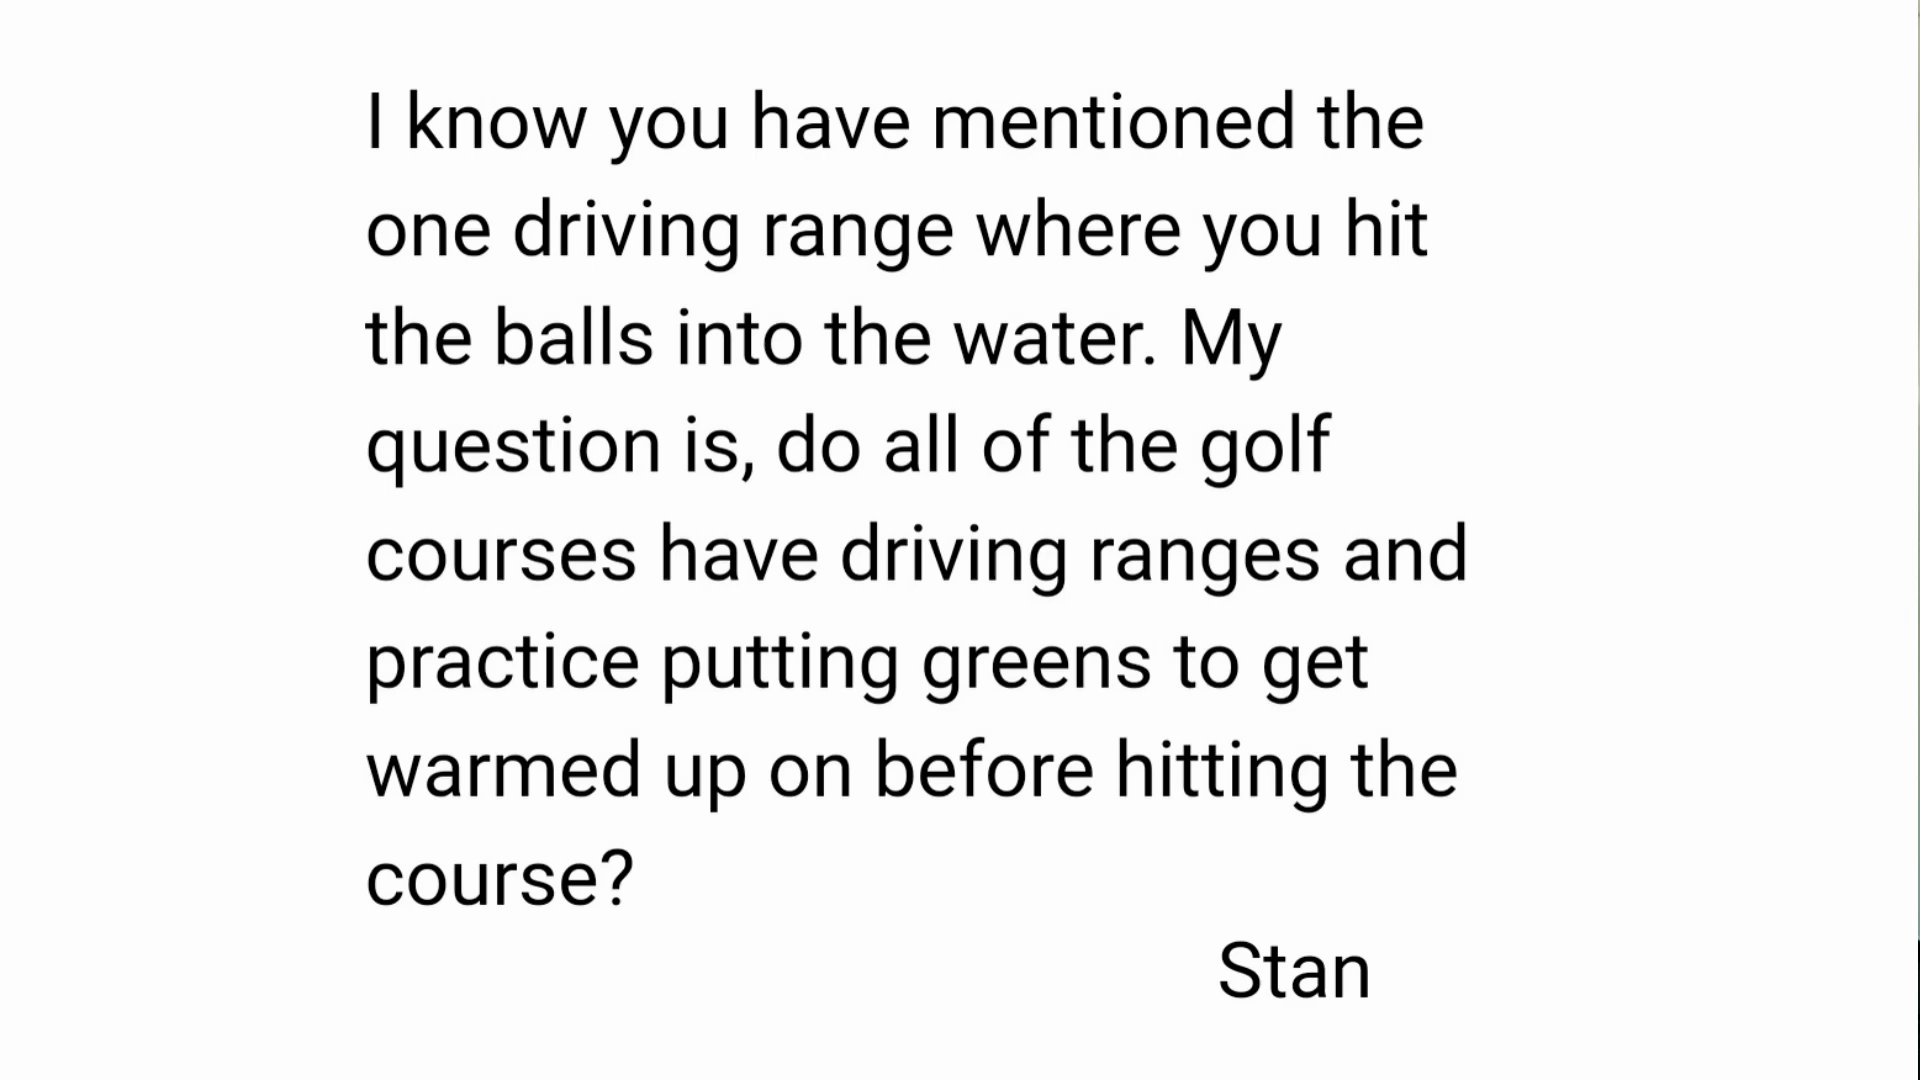 I know you have mentioned the
one driving range where you hit
the balls into the water. My
question is, do all of the golf
courses have driving ranges and
practice putting greens to get
warmed up on before hitting the
course?
Stan